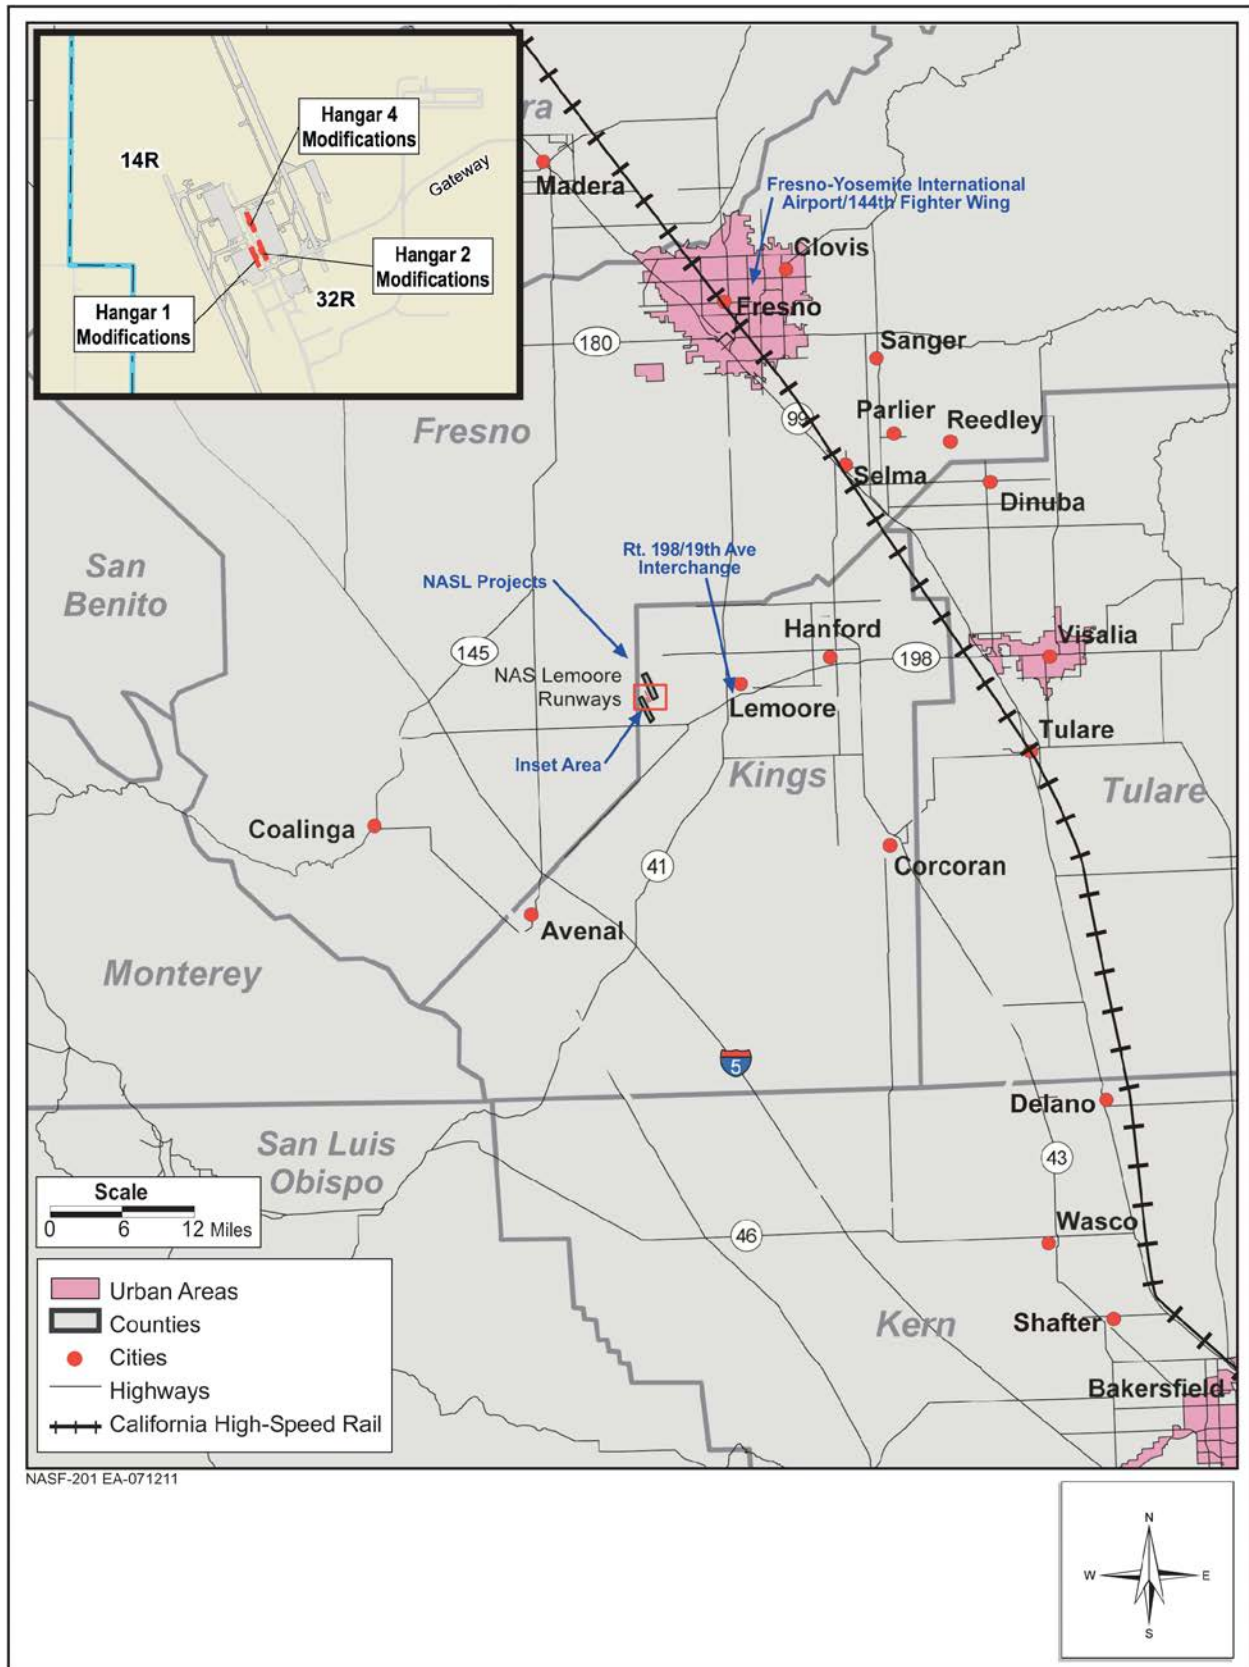 Hangar 4
Modifications
14R
Gateway
Hangar 2
Modifications
32R
Hangar 1
Modifications
ra
Madera
Fresno-Yosemite International
Airport/144th Fighter Wing
Clovis
Fresno
180
Sanger
99
Parlier
Reedley
Fresno
Selma
Dinuba
San
Benito
Rt. 198/19th Ave
Interchange
NASL Projects
Hanford
Visalia
145
198
NAS Lemoore
Runways
Lemoore
Tulare
Inset Area
Kings
Tulare
Coalinga
41
Corcoran
Avenal
Monterey
5
Delano
San Luis
Obispo
43
Scale
0 6 12 Miles
Wasco
46
Urban Areas
Counties
Cities
Highways
California High-Speed Rail
Kern
Shafter
Bakersfield
NASF-201 EA-071211
N
W E
S